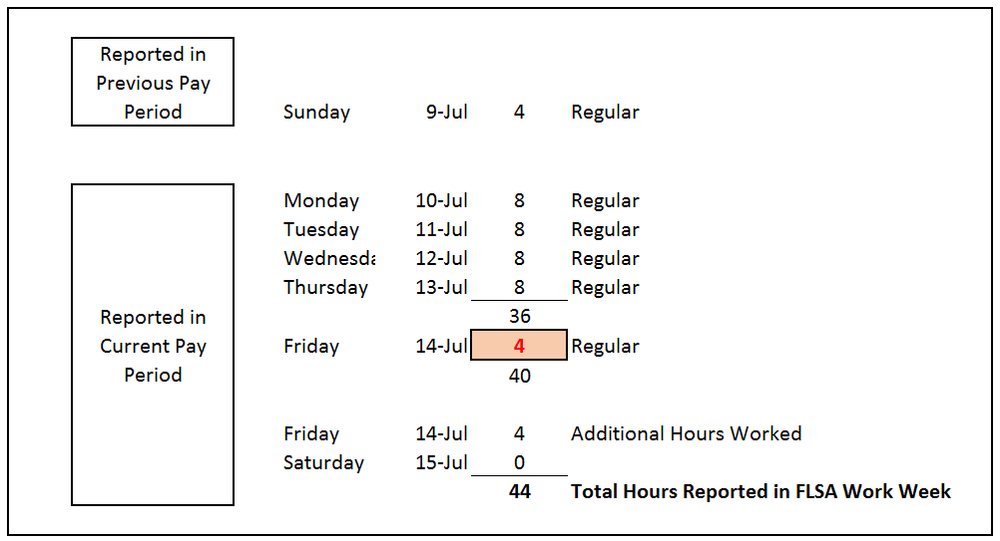 Reported in
Previous Pay
Period
Sunday 9-Jul 4 Regular
Monday 10-Jul 8 Regular
Tuesday 11-Jul 8 Regular
Wednesda 12-Jul 8 Regular
Thursday 13-Jul 8 Regular
36
Reported in
Current Pay
Period
Friday 14-Jul 4 Regular
40
Friday 14-Jul 4 Additional Hours Worked
Saturday 15-Jul 0
44 Total Hours Reported in FLSA Work Week